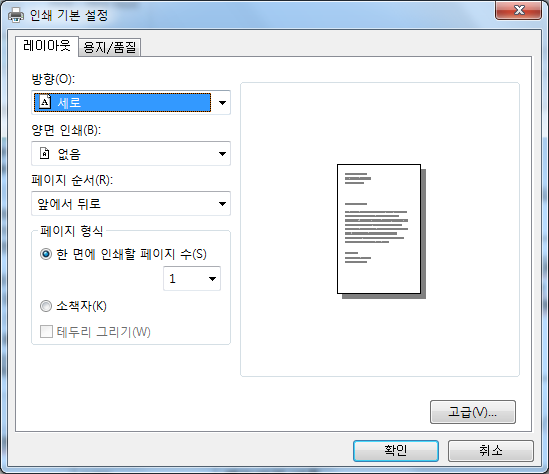 인쇄 기본 설정
레이아웃 용지/품질
방향(O):
세로
양면 인쇄(B):
없음
페이지 순서(R):
앞에서 뒤로
페이지 형식
한 면에 인쇄할 페이지 수(S)
1
소책자(K)
테두리 그리기(W)
고급(V)...
확인 취소